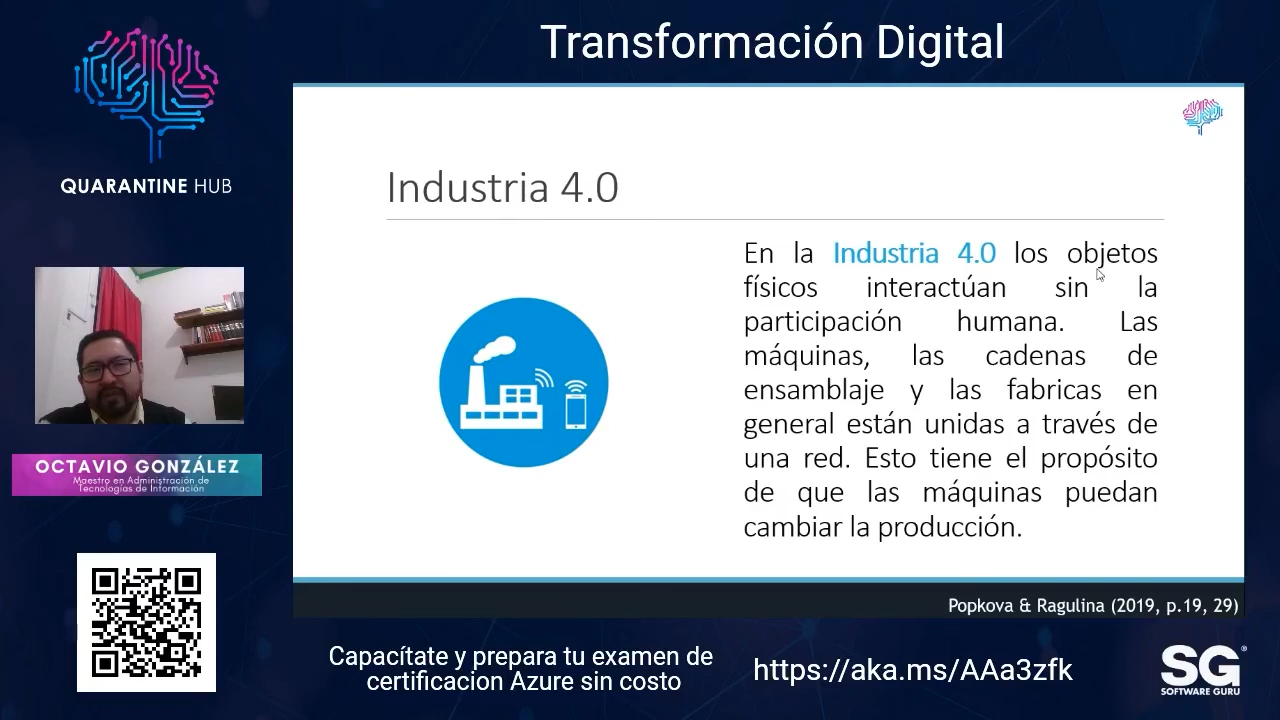 Transformación Digital
QUARANTINE HUB
Industria 4.0
En la Industria 4.0 los objetos
físicos interactúan sin la
participación humana. Las
máquinas, las cadenas de
ensamblaje y las fabricas en
general están unidas a través de
una red. Esto tiene el propósito
de que las máquinas puedan
cambiar la producción.
OCTAVIO GONZÁLEZ
Maestro en Administración de
Tecnologías de Información
Popkova & Ragulina (2019, p.19, 29)
Capacítate y prepara tu examen de
certificacion Azure sin costo
https://aka.ms/AAa3zfk
SG
SOFTWARE GURU